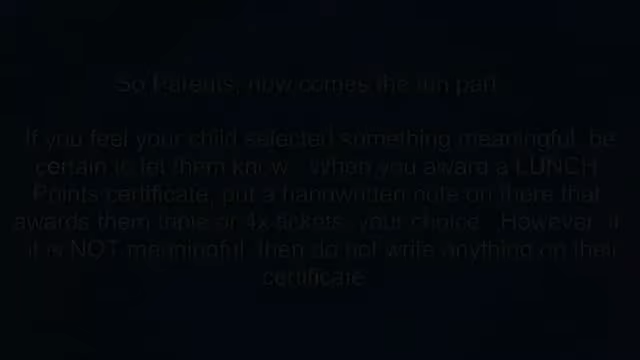 So Parents, now comes the fun part.
If you feel your child selected something meaningful, be
certain to let them know. When you award a LUNCH
Points certificate, put a handwritten note on there that
awards them triple or 4x tickets, your choice. However, if
it is NOT meaningful, then do not write anything on their
certificate.